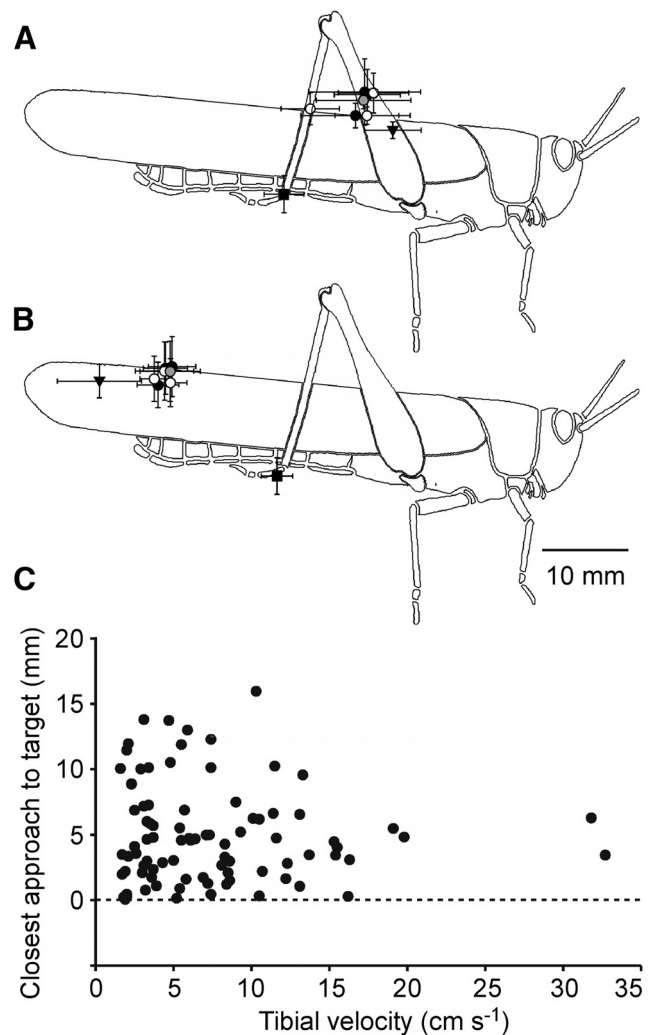 A
B
10 mm
C
Closest approach to target (mm)
20
15
10
5
0
0 5 10 15 20 25 30 35
Tibial velocity (cm s⁻¹)